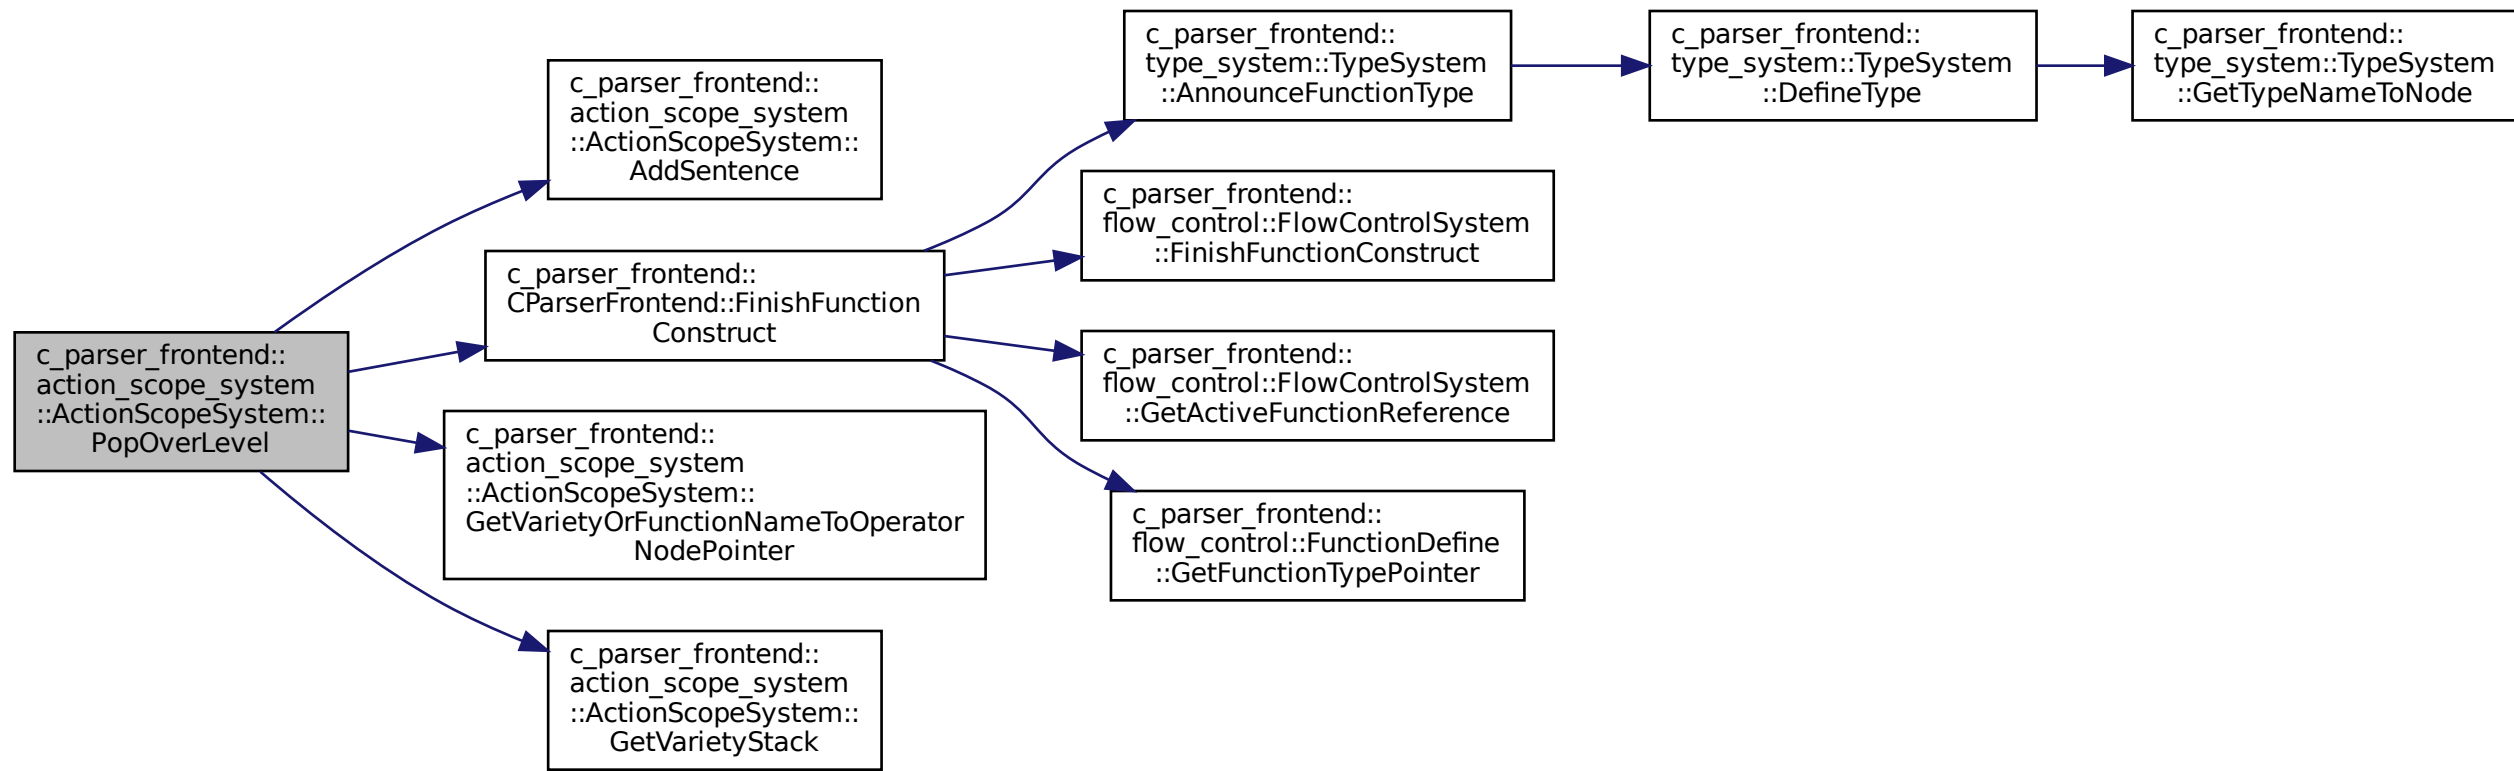 c_parser_frontend::
action_scope_system
::ActionScopeSystem::
PopOverLevel
c_parser_frontend::
action_scope_system
::ActionScopeSystem::
AddSentence
c_parser_frontend::
CParserFrontend::FinishFunction
Construct
c_parser_frontend::
action_scope_system
::ActionScopeSystem::
GetVarietyOrFunctionNameToOperator
NodePointer
c_parser_frontend::
action_scope_system
::ActionScopeSystem::
GetVarietyStack
c_parser_frontend::
type_system::TypeSystem
::AnnounceFunctionType
c_parser_frontend::
flow_control::FlowControlSystem
::FinishFunctionConstruct
c_parser_frontend::
flow_control::FlowControlSystem
::GetActiveFunctionReference
c_parser_frontend::
flow_control::FunctionDefine
::GetFunctionTypePointer
c_parser_frontend::
type_system::TypeSystem
::DefineType
c_parser_frontend::
type_system::TypeSystem
::GetTypeNameToNode